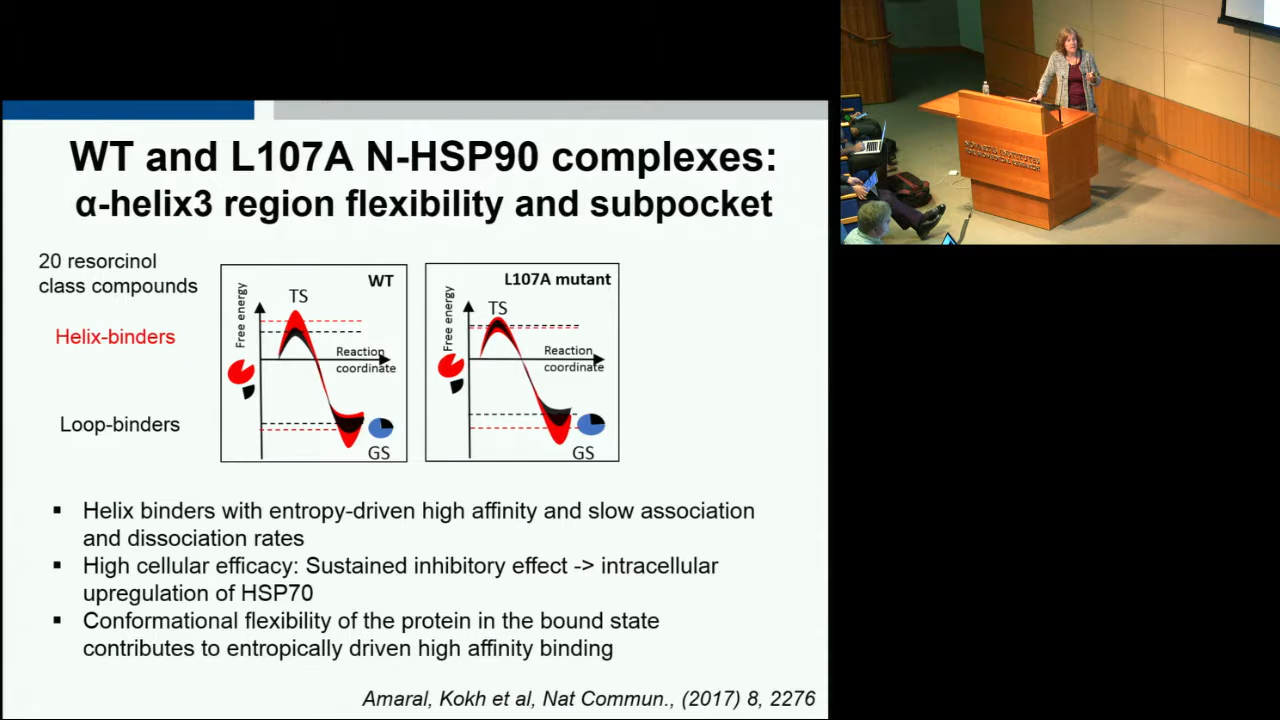 WT and L107A N-HSP90 complexes:
α-helix3 region flexibility and subpocket
20 resorcinol
class compounds
Helix-binders
Loop-binders
WT
TS
Free energy
Reaction
coordinate
GS
L107A mutant
TS
Free energy
Reaction
coordinate
GS
▪ Helix binders with entropy-driven high affinity and slow association
and dissociation rates
▪ High cellular efficacy: Sustained inhibitory effect -> intracellular
upregulation of HSP70
▪ Conformational flexibility of the protein in the bound state
contributes to entropically driven high affinity binding
Amaral, Kokh et al, Nat Commun., (2017) 8, 2276
NOVARTIS INSTITUTES